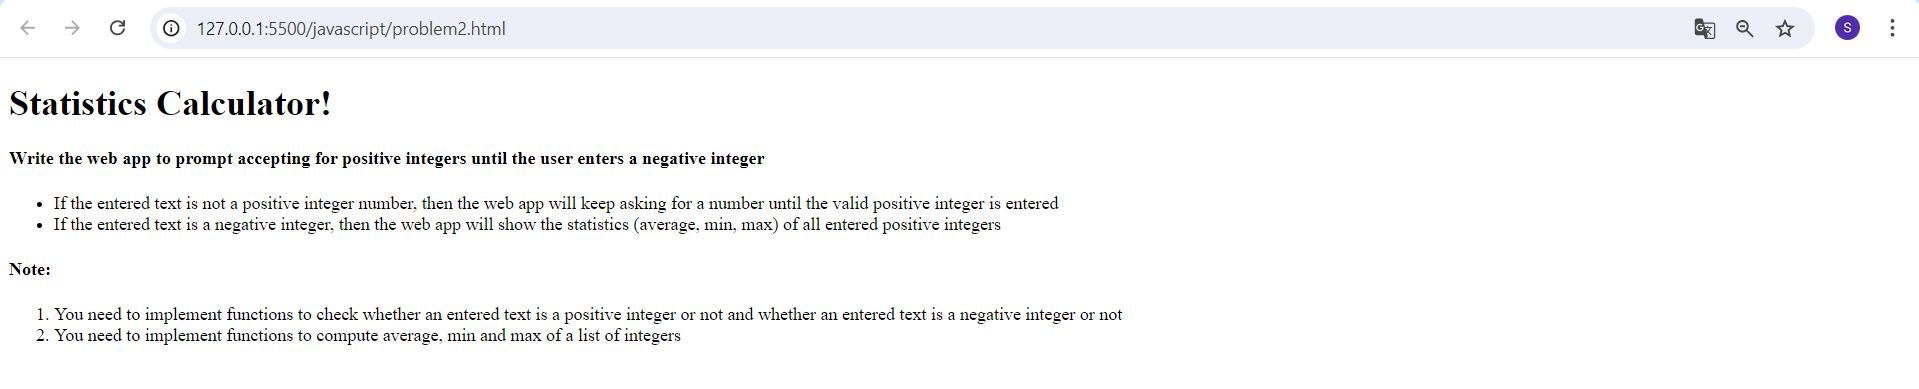 127.0.0.1:5500/javascript/problem2.html
S
Statistics Calculator!
Write the web app to prompt accepting for positive integers until the user enters a negative integer
• If the entered text is not a positive integer number, then the web app will keep asking for a number until the valid positive integer is entered
• If the entered text is a negative integer, then the web app will show the statistics (average, min, max) of all entered positive integers
Note:
1. You need to implement functions to check whether an entered text is a positive integer or not and whether an entered text is a negative integer or not
2. You need to implement functions to compute average, min and max of a list of integers